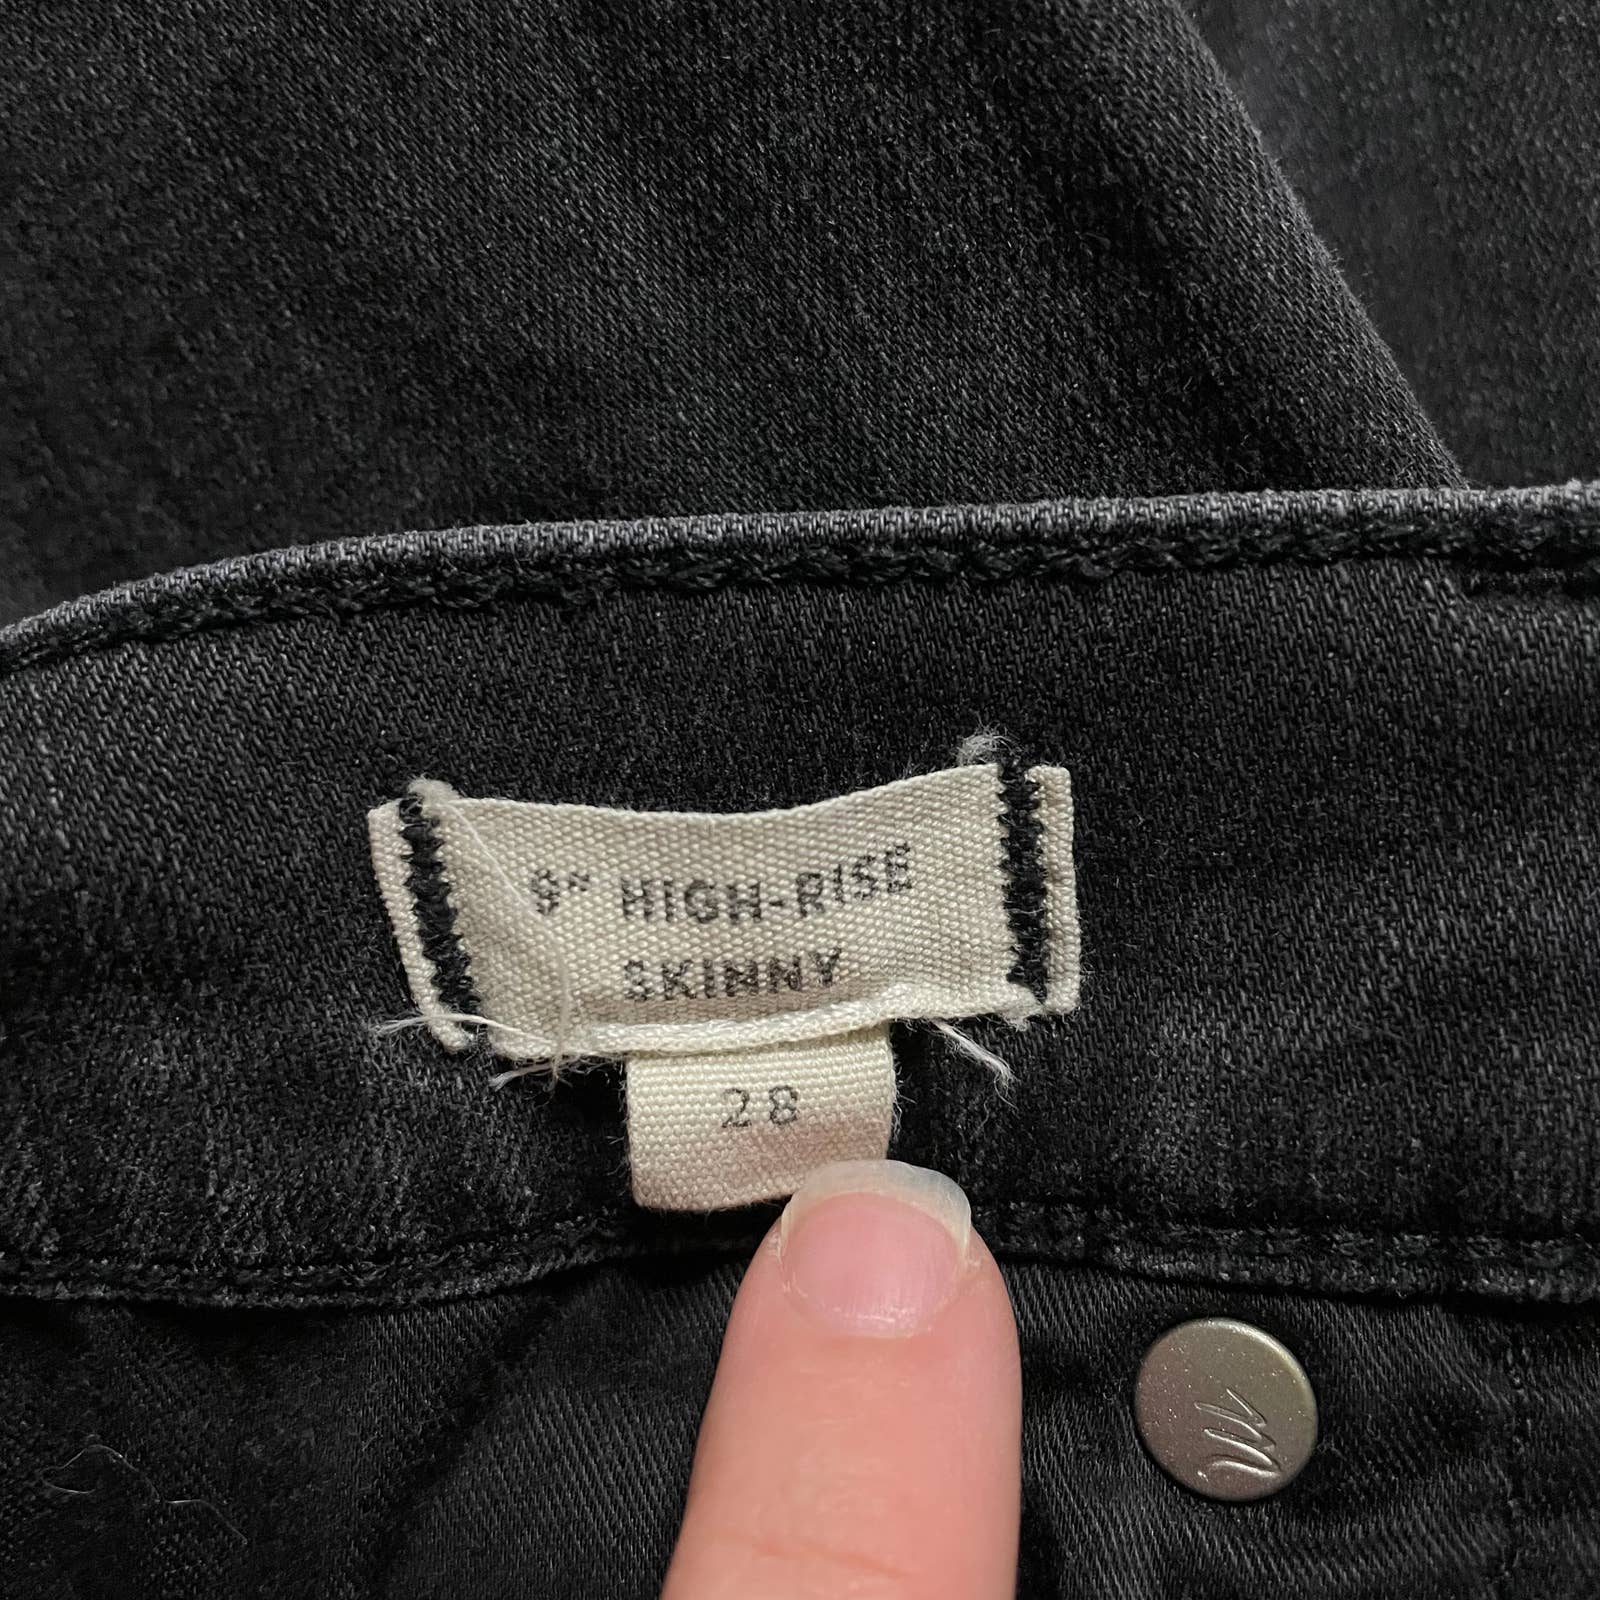 9" HIGH-RISE
SKINNY
28
M